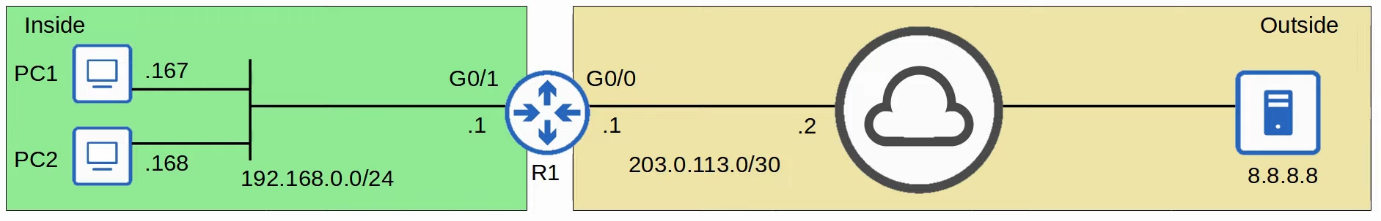 Inside
Outside
PC1
.167
G0/1
G0/0
.1
.1
.2
PC2
.168
192.168.0.0/24
R1
203.0.113.0/30
8.8.8.8